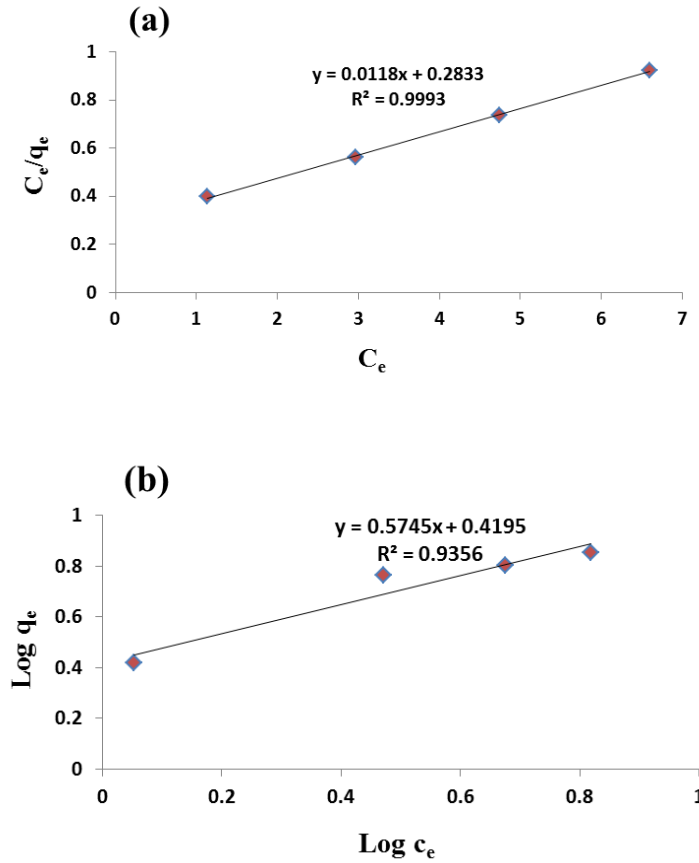 (a)
y = 0.0118x + 0.2833
R² = 0.9993
1
0.8
0.6
0.4
0.2
0
Cₑ/qₑ
0 1 2 3 4 5 6 7
Cₑ
(b)
y = 0.5745x + 0.4195
R² = 0.9356
1
0.8
0.6
0.4
0.2
0
Log qₑ
0 0.2 0.4 0.6 0.8 1
Log cₑ